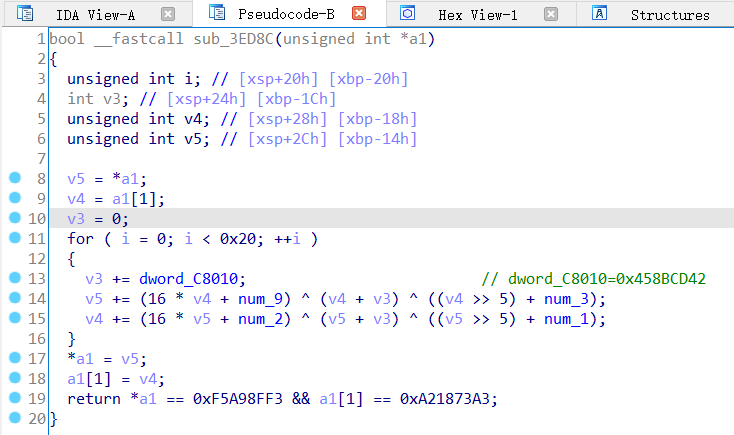 IDA View-A Pseudocode-B Hex View-1 Structures
1 bool __fastcall sub_3ED8C(unsigned int *a1)
2 {
3   unsigned int i; // [xsp+20h] [xbp-20h]
4   int v3; // [xsp+24h] [xbp-1Ch]
5   unsigned int v4; // [xsp+28h] [xbp-18h]
6   unsigned int v5; // [xsp+2Ch] [xbp-14h]
7
8   v5 = *a1;
9   v4 = a1[1];
10   v3 = 0;
11   for ( i = 0; i < 0x20; ++i )
12   {
13     v3 += dword_C8010; // dword_C8010=0x458BCD42
14     v5 += (16 * v4 + num_9) ^ (v4 + v3) ^ ((v4 >> 5) + num_3);
15     v4 += (16 * v5 + num_2) ^ (v5 + v3) ^ ((v5 >> 5) + num_1);
16   }
17   *a1 = v5;
18   a1[1] = v4;
19   return *a1 == 0xF5A98FF3 && a1[1] == 0xA21873A3;
20 }